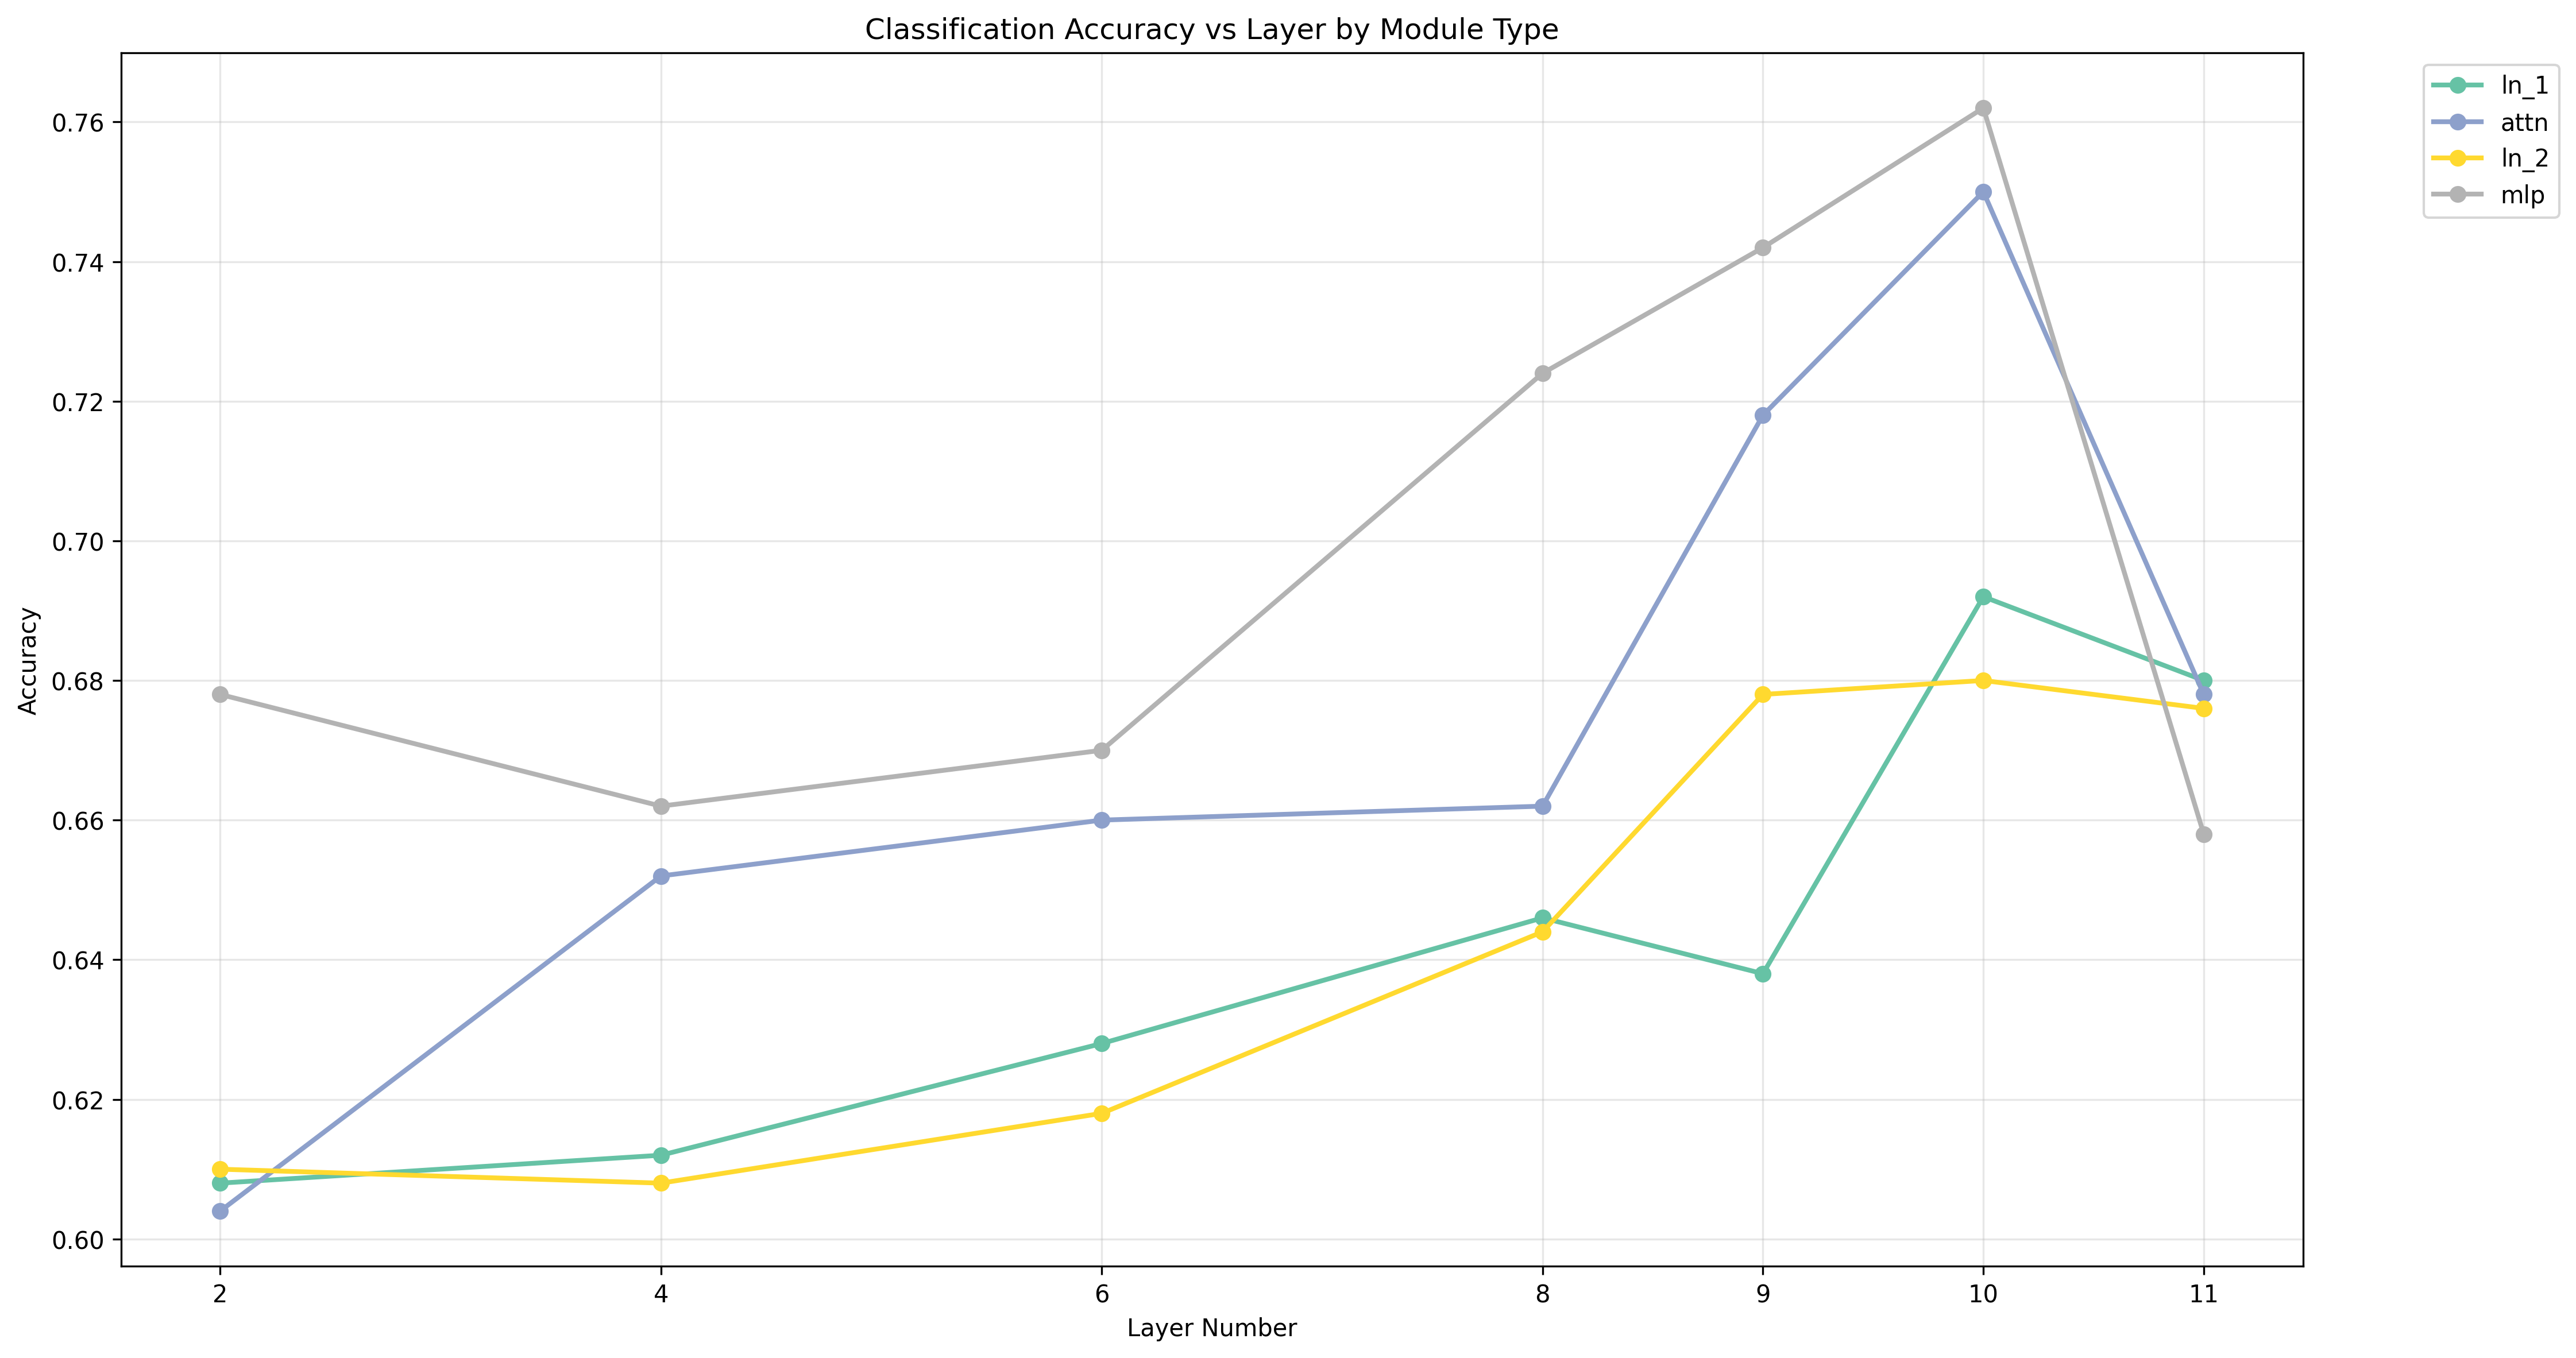 Classification Accuracy vs Layer by Module Type
ln_1
attn
ln_2
mlp
0.76
0.74
0.72
0.70
0.68
0.66
0.64
0.62
0.60
Accuracy
2 4 6 8 9 10 11
Layer Number